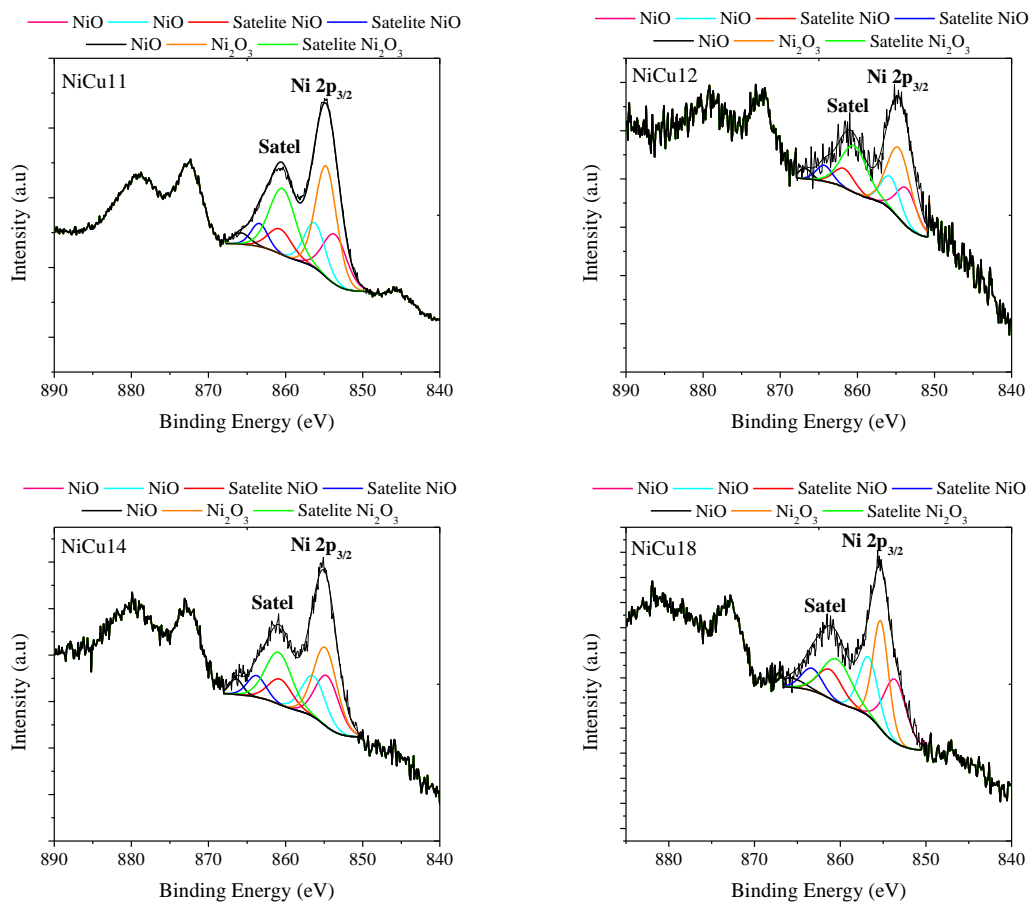 NiO NiO Satelite NiO Satelite NiO
NiO Ni₂O₃ Satelite Ni₂O₃
NiCu11
Ni 2p₃/₂
Satel
Intensity (a.u)
890 880 870 860 850 840
Binding Energy (eV)
NiO NiO Satelite NiO Satelite NiO
NiO Ni₂O₃ Satelite Ni₂O₃
NiCu12
Ni 2p₃/₂
Satel
Intensity (a.u)
890 880 870 860 850 840
Binding Energy (eV)
NiO NiO Satelite NiO Satelite NiO
NiO Ni₂O₃ Satelite Ni₂O₃
NiCu14
Ni 2p₃/₂
Satel
Intensity (a.u)
890 880 870 860 850 840
Binding Energy (eV)
NiO NiO Satelite NiO Satelite NiO
NiO Ni₂O₃ Satelite Ni₂O₃
NiCu18
Ni 2p₃/₂
Satel
Intensity (a.u)
880 870 860 850 840
Binding Energy (eV)